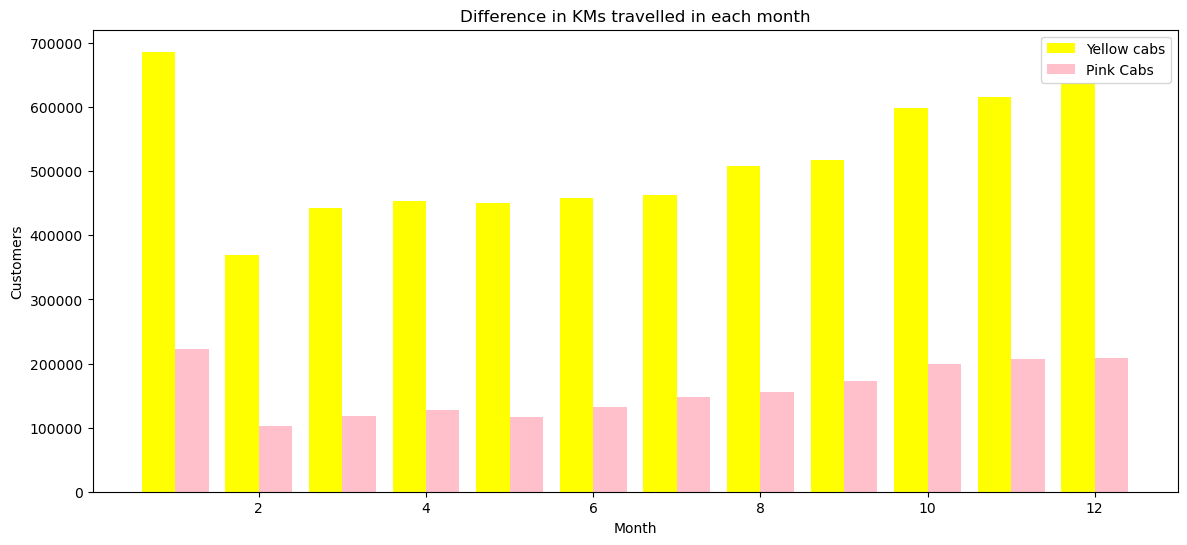 Difference in KMs travelled in each month
Yellow cabs
Pink Cabs
Customers
700000
600000
500000
400000
300000
200000
100000
0
2
4
6
8
10
12
Month